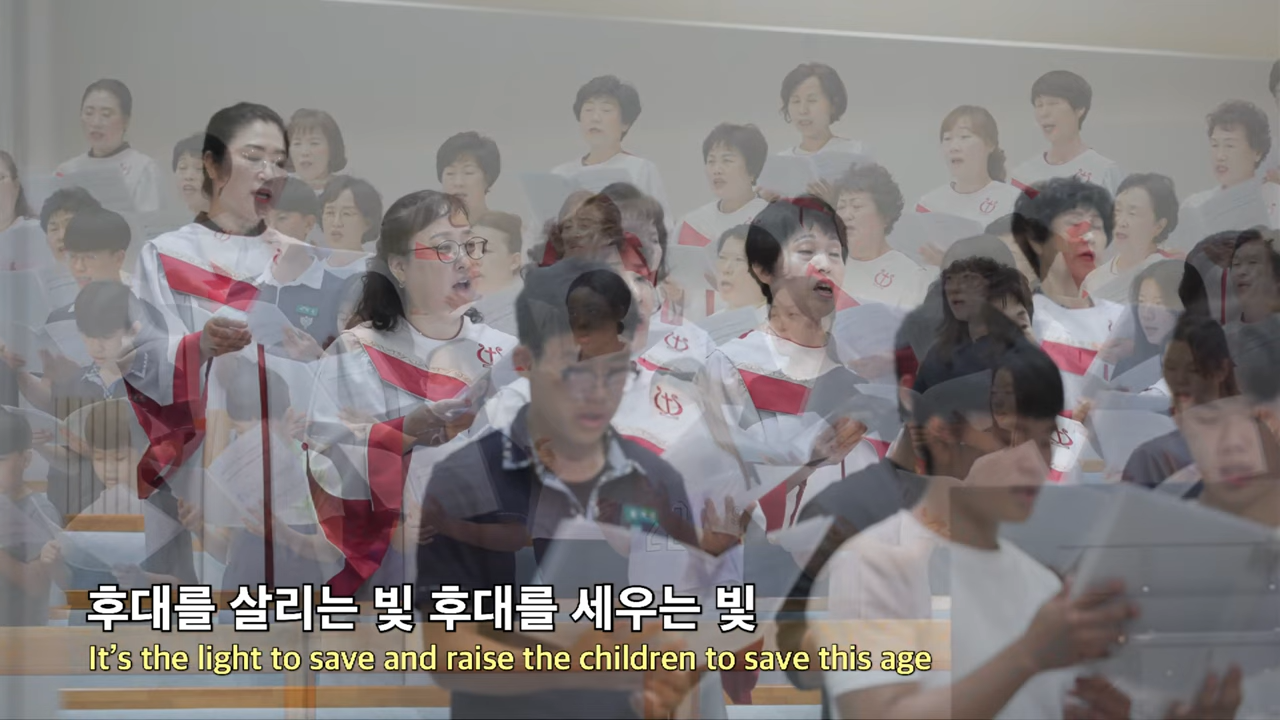 후대를 살리는 빛 후대를 세우는 빛
It's the light to save and raise the children to save this age